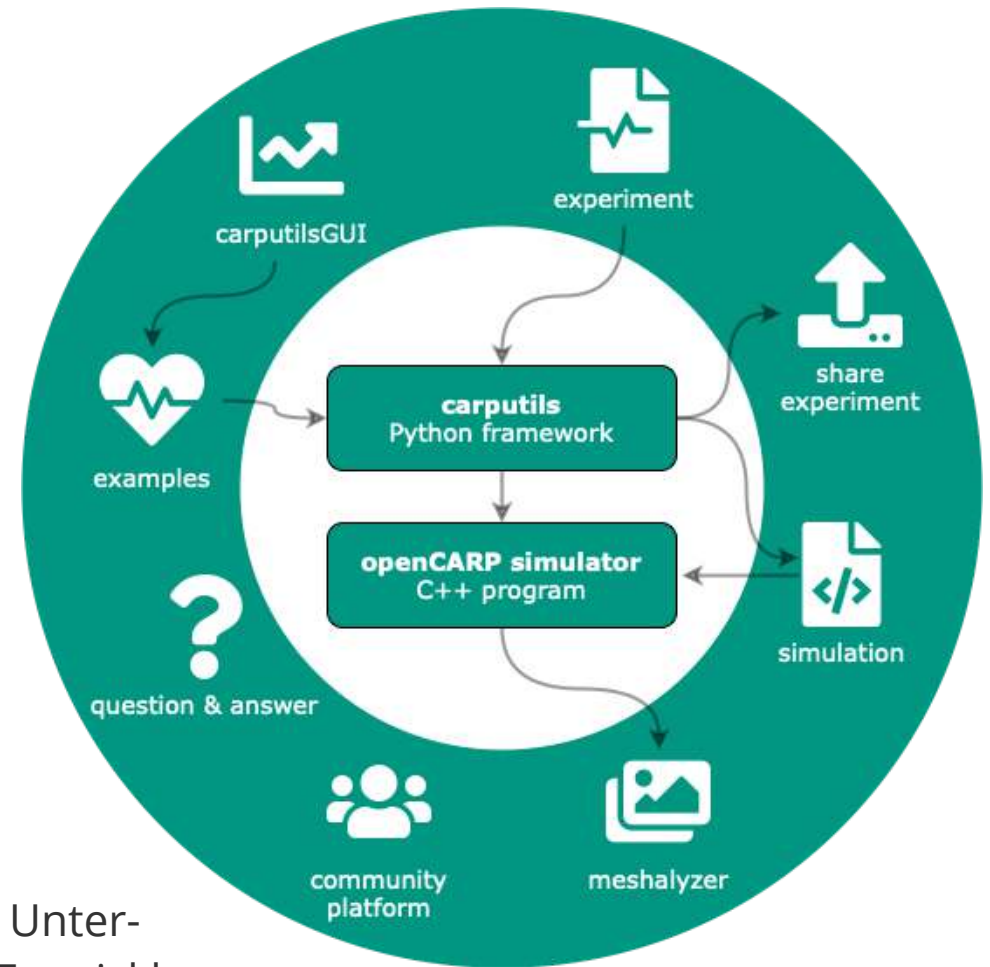 experiment
carputilsGUI
share
experiment
carputils
Python framework
examples
openCARP simulator
C++ program
</>
simulation
question & answer
community
platform
meshalyzer
Unter-